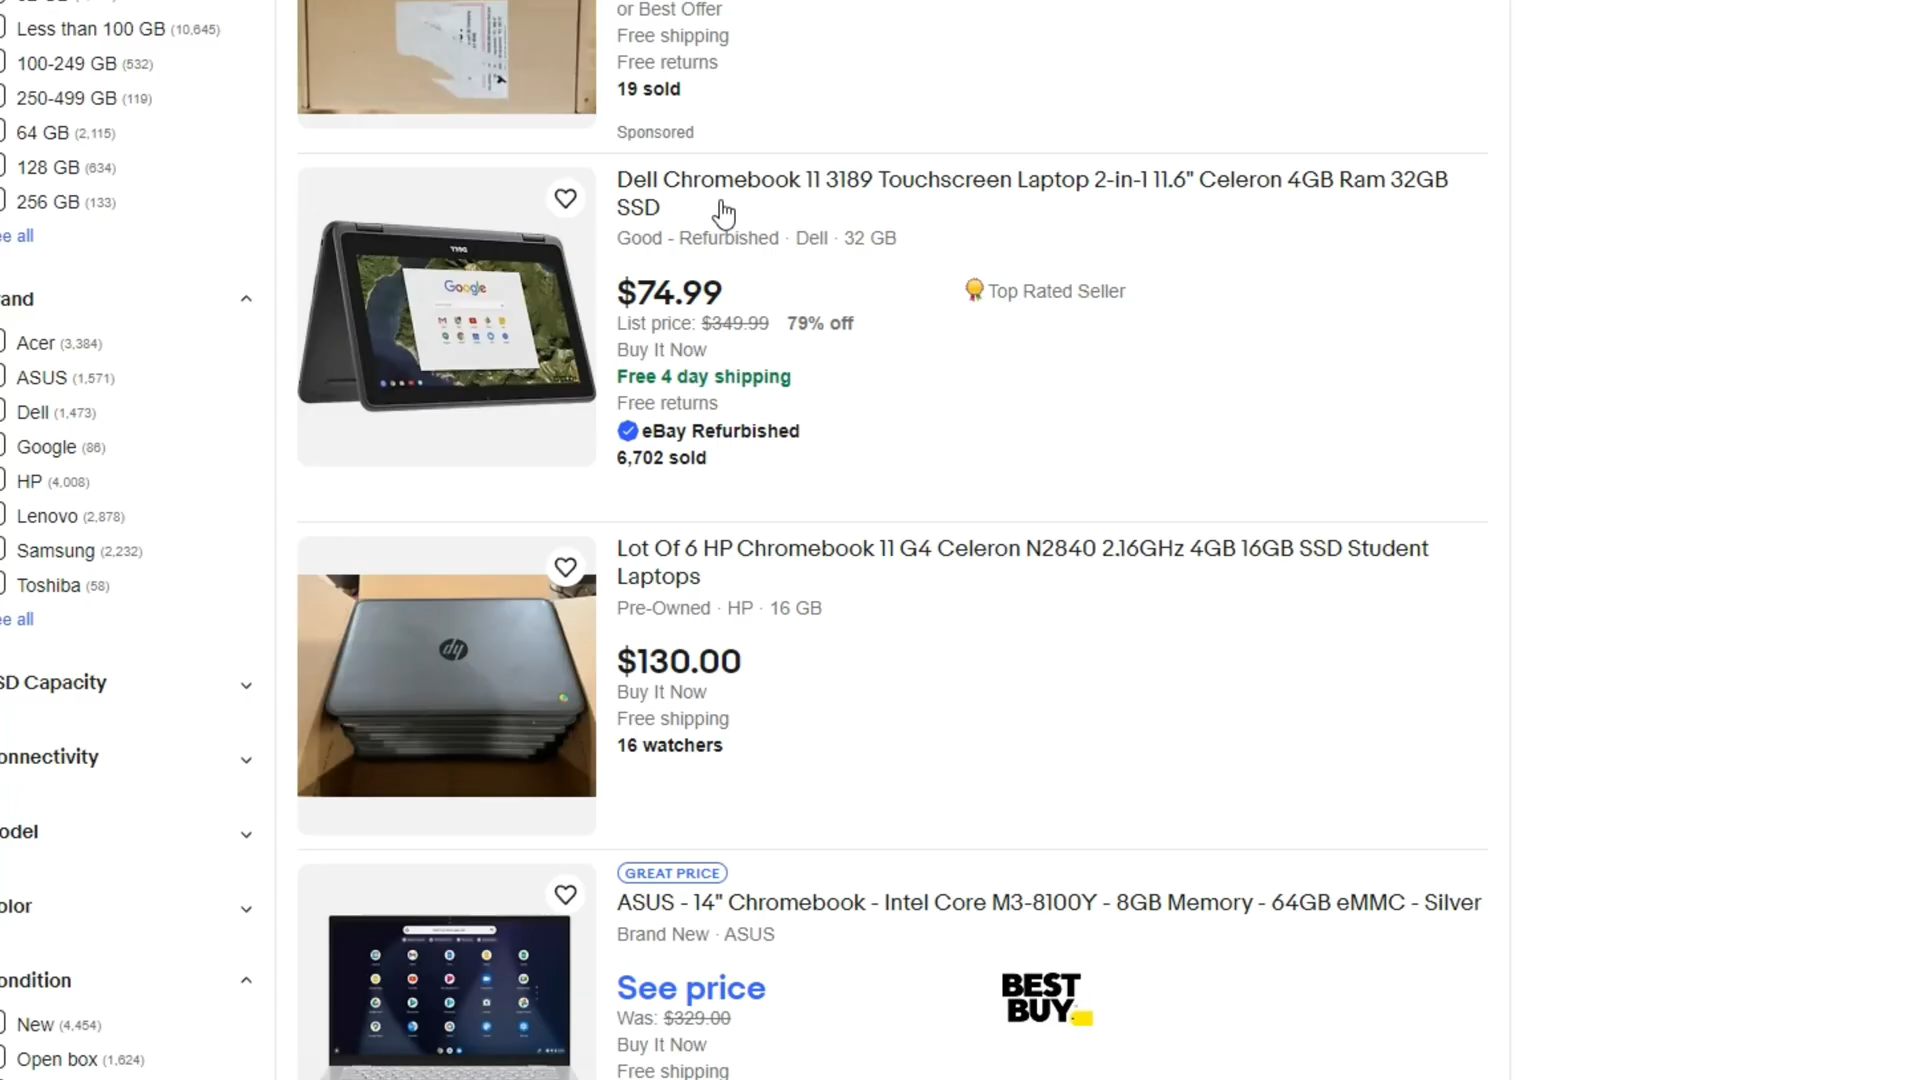 Less than 100 GB (10,645)
100-249 GB (532)
250-499 GB (119)
64 GB (2,115)
128 GB (634)
256 GB (133)
ee all
rand
Acer (3,384)
ASUS (1,571)
Dell (1,473)
Google (86)
HP (4,008)
Lenovo (2,878)
Samsung (2,232)
Toshiba (58)
ee all
SD Capacity
onnectivity
odel
olor
ondition
New (4,454)
Open box (1,624)
or Best Offer
Free shipping
Free returns
19 sold
Sponsored
Dell Chromebook 11 3189 Touchscreen Laptop 2-in-1 11.6" Celeron 4GB Ram 32GB
SSD
Good - Refurbished · Dell · 32 GB
$74.99
Top Rated Seller
List price: $349.99 79% off
Buy It Now
Free 4 day shipping
Free returns
eBay Refurbished
6,702 sold
DELL
Google
Lot Of 6 HP Chromebook 11 G4 Celeron N2840 2.16GHz 4GB 16GB SSD Student
Laptops
Pre-Owned · HP · 16 GB
$130.00
Buy It Now
Free shipping
16 watchers
hp
GREAT PRICE
ASUS - 14" Chromebook - Intel Core M3-8100Y - 8GB Memory - 64GB eMMC - Silver
Brand New · ASUS
See price
Was: $329.00
Buy It Now
Free shipping
BEST
BUY